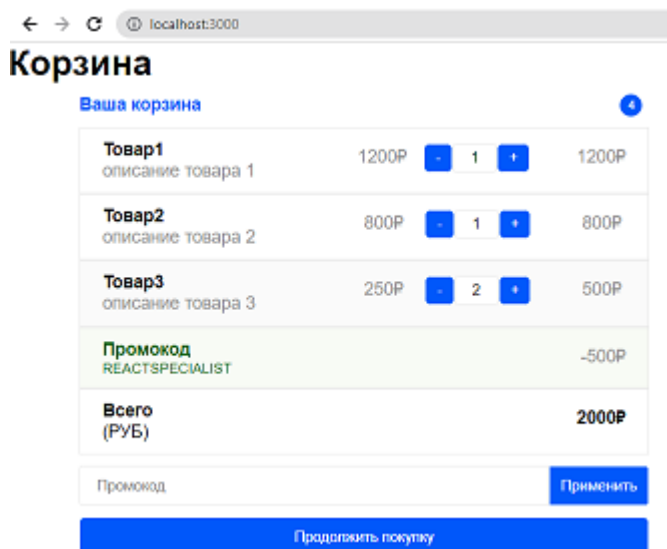 localhost:3000
Корзина
Ваша корзина 4
Товар1 1200₽ - 1 + 1200₽
описание товара 1
Товар2 800₽ - 1 + 800₽
описание товара 2
Товар3 250₽ - 2 + 500₽
описание товара 3
Промокод -500₽
REACTSPECIALIST
Всего 2000₽
(РУБ)
Промокод Применить
Продолжить покупку